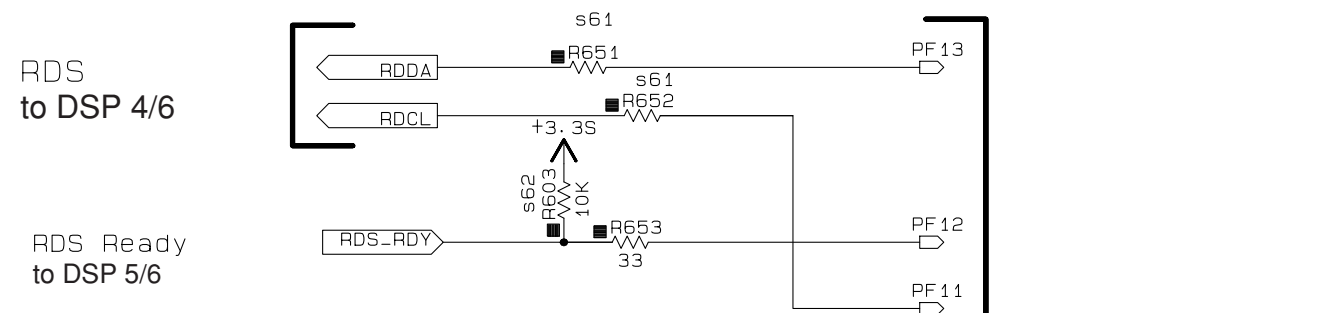 s61
RDS
to DSP 4/6
RDDA
R651
PF13
s61
RDCL
R652
+3.3S
s62
R603
10K
RDS Ready
to DSP 5/6
RDS_RDY
R653
33
PF12
PF11